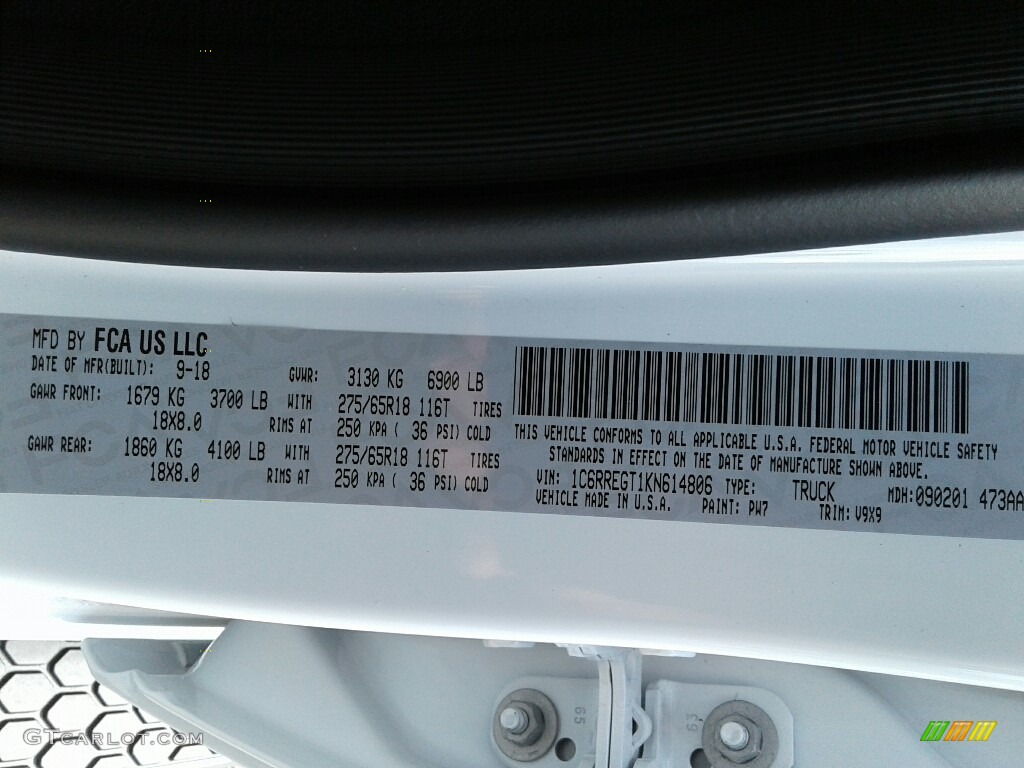 MFD BY FCA US LLC
DATE OF MFR(BUILT): 9-18 GVWR: 3130 KG 6900 LB
GAWR FRONT: 1679 KG 3700 LB WITH 275/65R18 116T TIRES
18X8.0 RIMS AT 250 KPA ( 36 PSI) COLD
GAWR REAR: 1860 KG 4100 LB WITH 275/65R18 116T TIRES
18X8.0 RIMS AT 250 KPA ( 36 PSI) COLD
THIS VEHICLE CONFORMS TO ALL APPLICABLE U.S.A. FEDERAL MOTOR VEHICLE SAFETY
STANDARDS IN EFFECT ON THE DATE OF MANUFACTURE SHOWN ABOVE.
VIN: 1C6RREGT1KN614806 TYPE: TRUCK MDH:090201 473AA
VEHICLE MADE IN U.S.A. PAINT: PW7 TRIM: V9X9
65
63
GTCARLOT.COM